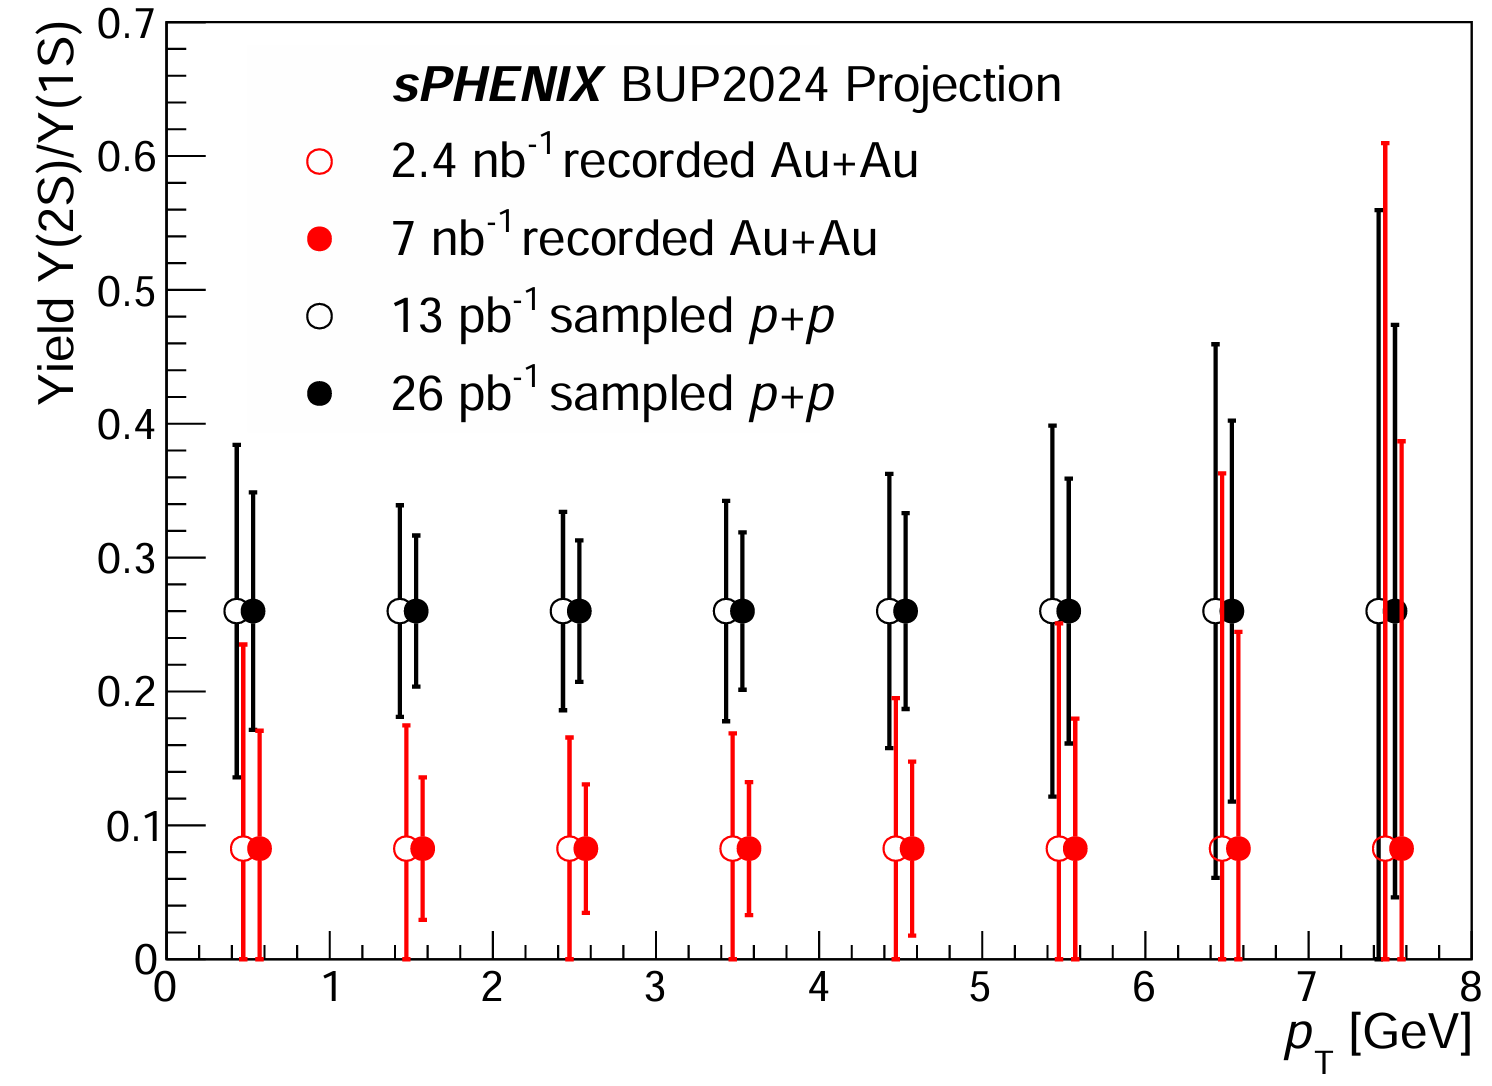 Yield Y(2S)/Y(1S)
0.7
0.6
0.5
0.4
0.3
0.2
0.1
0
sPHENIX BUP2024 Projection
2.4 nb-1 recorded Au+Au
7 nb-1 recorded Au+Au
13 pb-1 sampled p+p
26 pb-1 sampled p+p
0 1 2 3 4 5 6 7 8
pT [GeV]